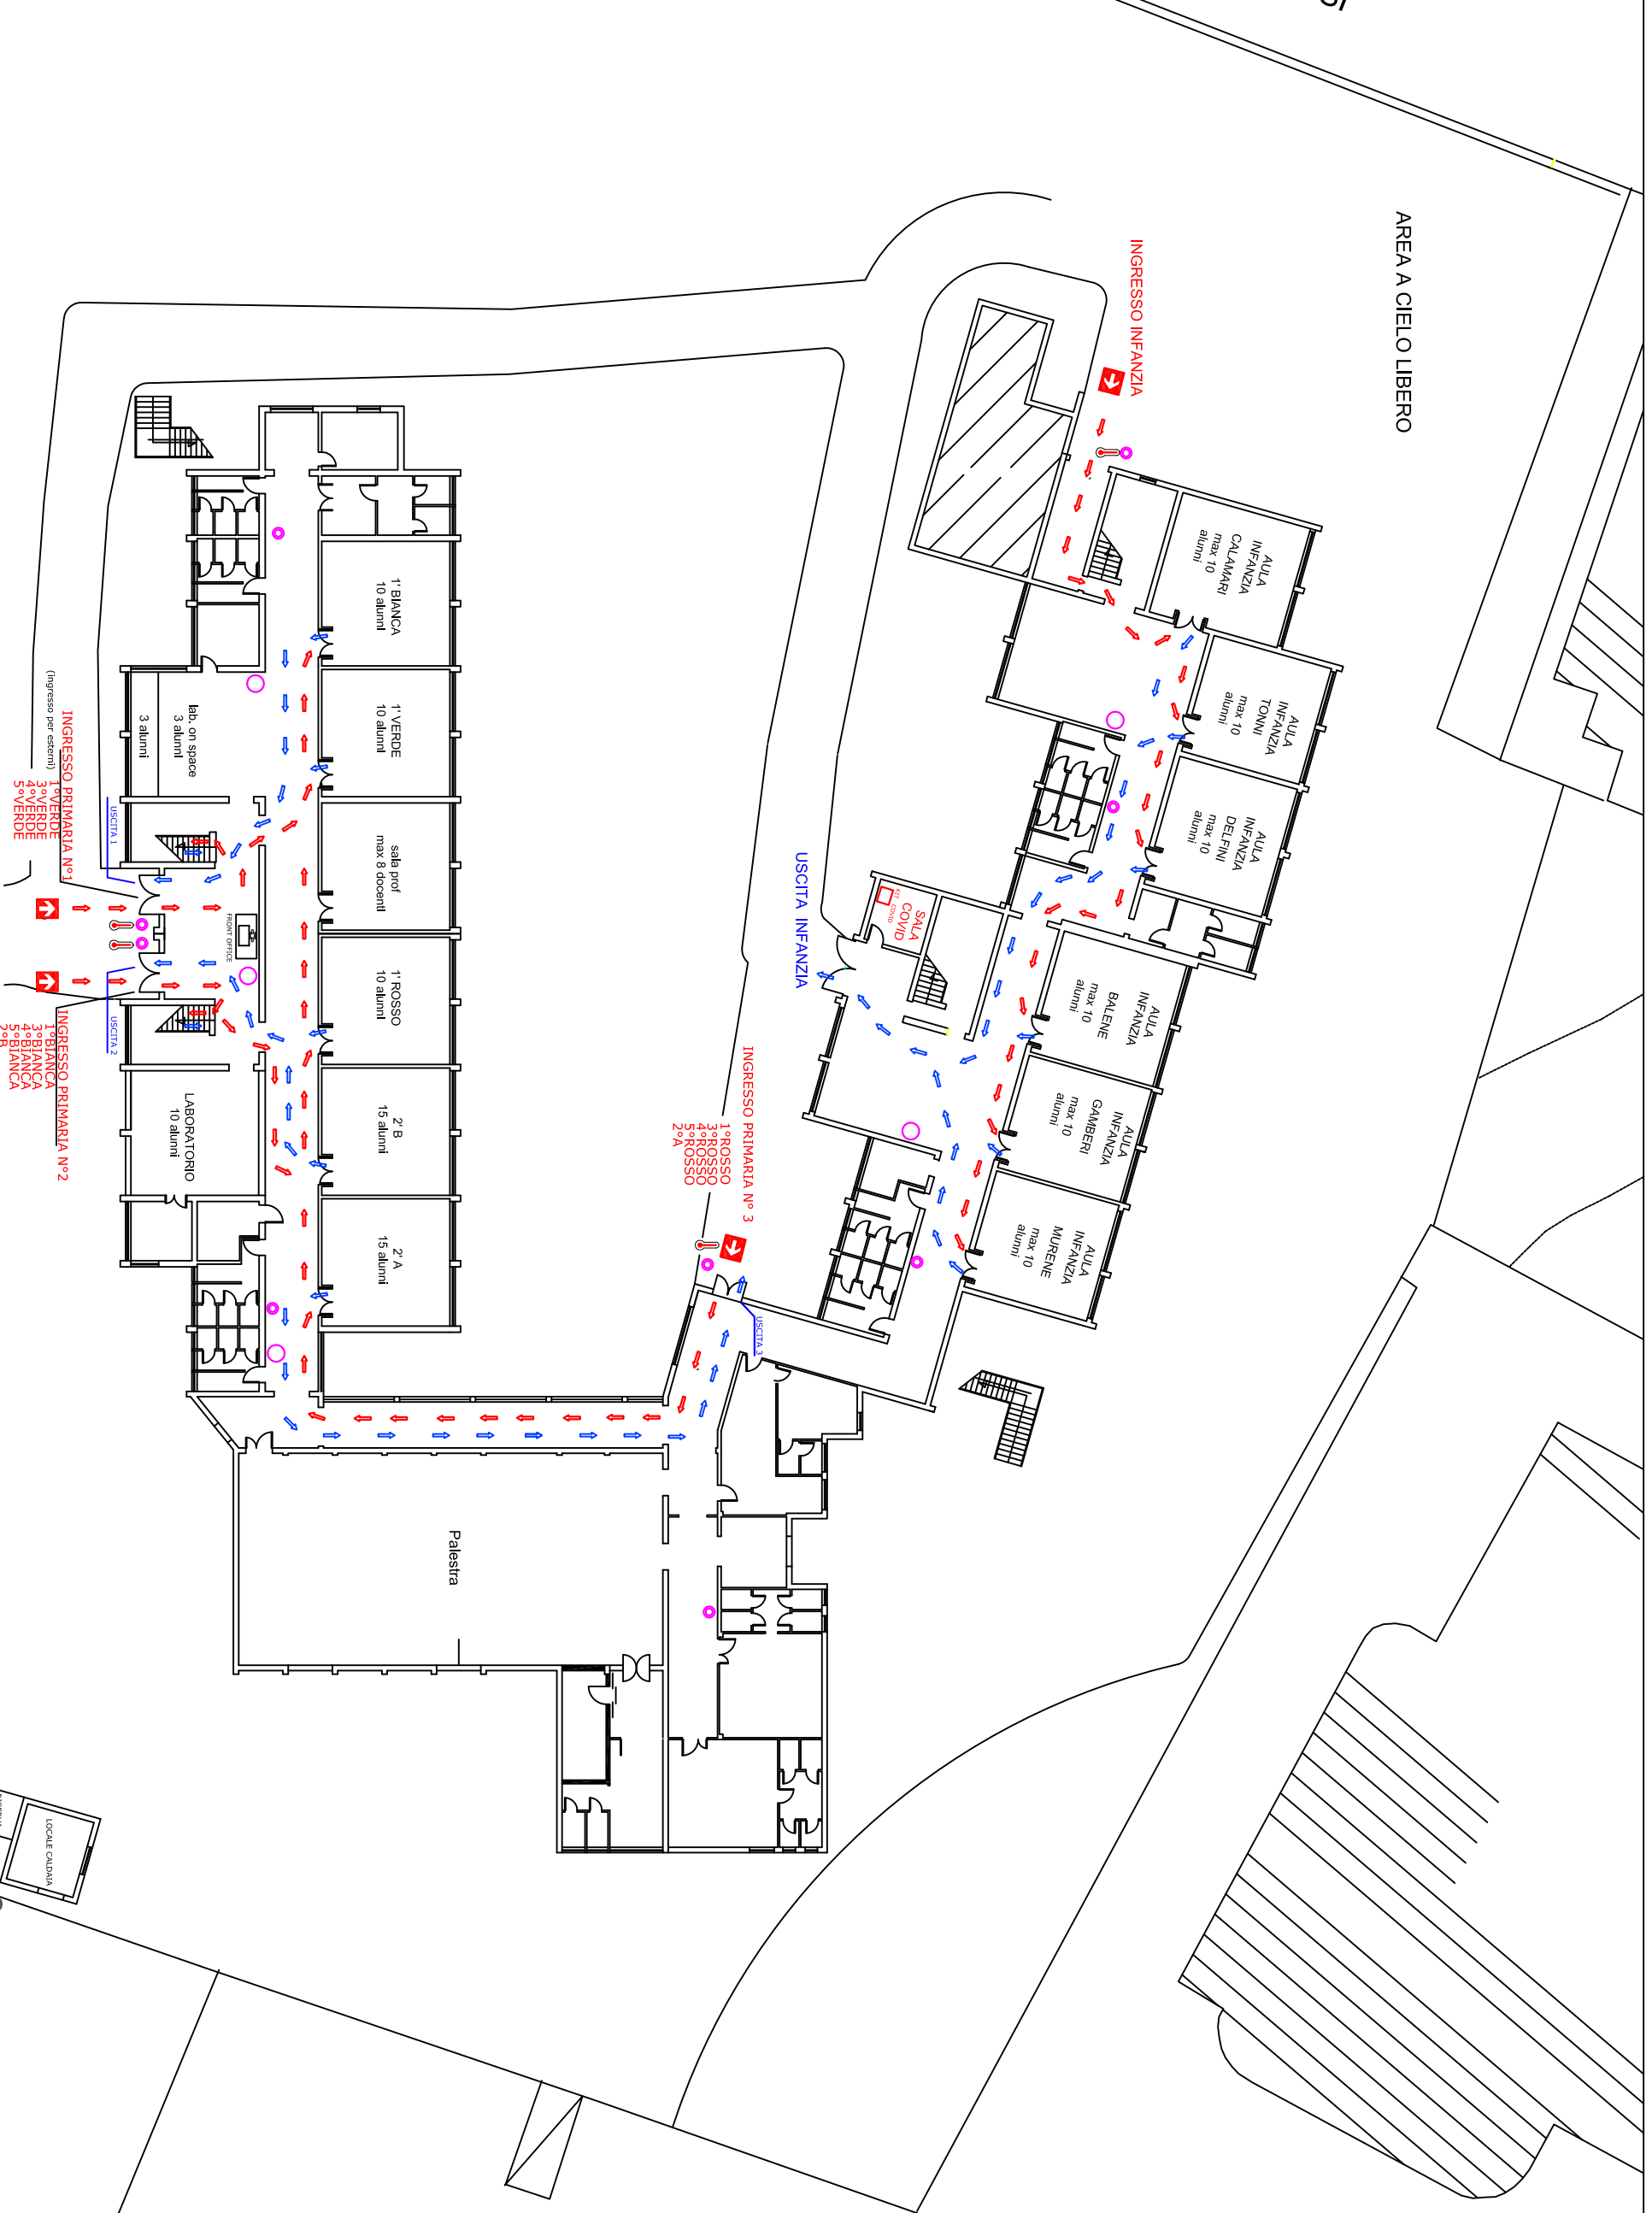 AREA A CIELO LIBERO
INGRESSO INFANZIA
AULA
INFANZIA
CALAMARI
max 10
alunni
AULA
INFANZIA
TONNI
max 10
alunni
AULA
INFANZIA
DELFINI
max 10
alunni
AULA
INFANZIA
BALENE
max 10
alunni
AULA
INFANZIA
GAMBERI
max 10
alunni
AULA
INFANZIA
MURENE
max 10
alunni
SALA
COVID
KIT COVID
USCITA INFANZIA
INGRESSO PRIMARIA N° 3
1°ROSSO
3°ROSSO
4°ROSSO
5°ROSSO
2°A
USCITA 3
1' BIANCA
10 alunni
1' VERDE
10 alunni
sala prof
max 8 docenti
1' ROSSO
10 alunni
2' B
15 alunni
2' A
15 alunni
lab. on space
3 alunni
3 alunni
FRONT OFFICE
LABORATORIO
10 alunni
USCITA 1
USCITA 2
INGRESSO PRIMARIA N°1
(ingresso per esterni)
1°VERDE
3°VERDE
4°VERDE
5°VERDE
INGRESSO PRIMARIA N°2
1°BIANCA
3°BIANCA
4°BIANCA
5°BIANCA
2°B
Palestra
LOCALE CALDAIA